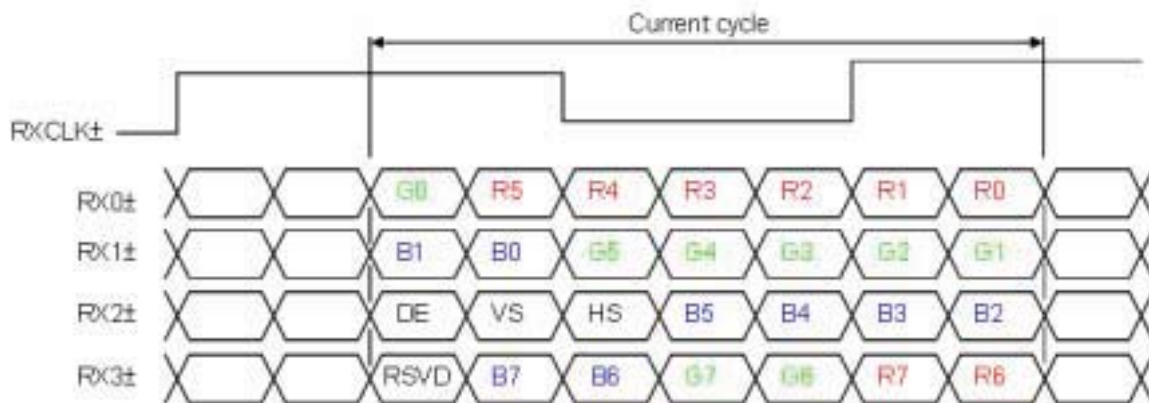 Current cycle
RXCLK±
RX0± G0 R5 R4 R3 R2 R1 R0
RX1± B1 B0 G5 G4 G3 G2 G1
RX2± DE VS HS B5 B4 B3 B2
RX3± RSVD B7 B6 G7 G6 R7 R6